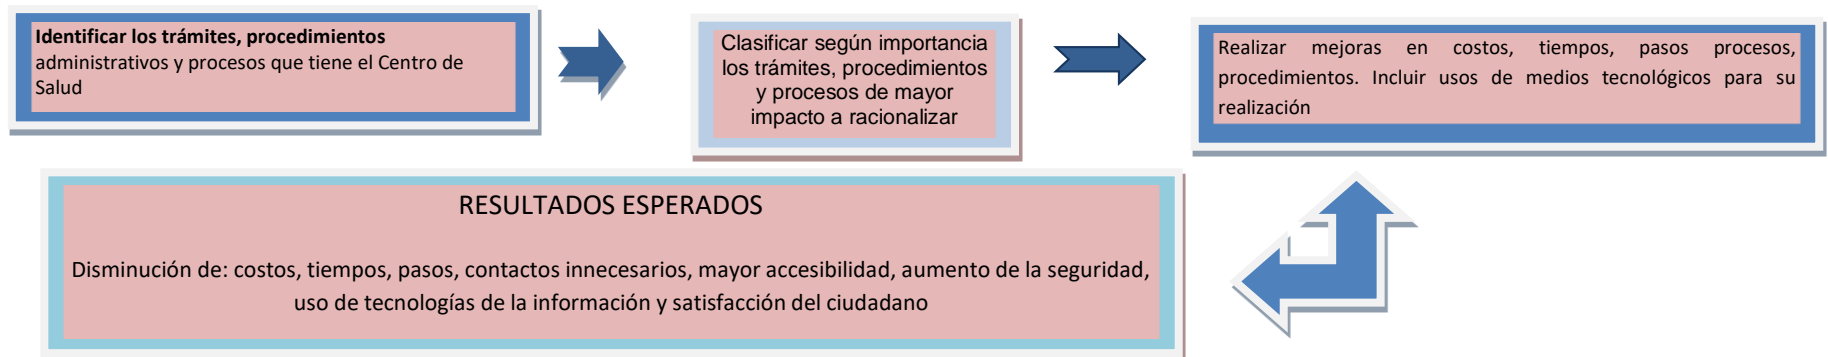 Identificar los trámites, procedimientos
administrativos y procesos que tiene el Centro de
Salud
Clasificar según importancia
los trámites, procedimientos
y procesos de mayor
impacto a racionalizar
Realizar mejoras en costos, tiempos, pasos procesos,
procedimientos. Incluir usos de medios tecnológicos para su
realización
RESULTADOS ESPERADOS
Disminución de: costos, tiempos, pasos, contactos innecesarios, mayor accesibilidad, aumento de la seguridad,
uso de tecnologías de la información y satisfacción del ciudadano